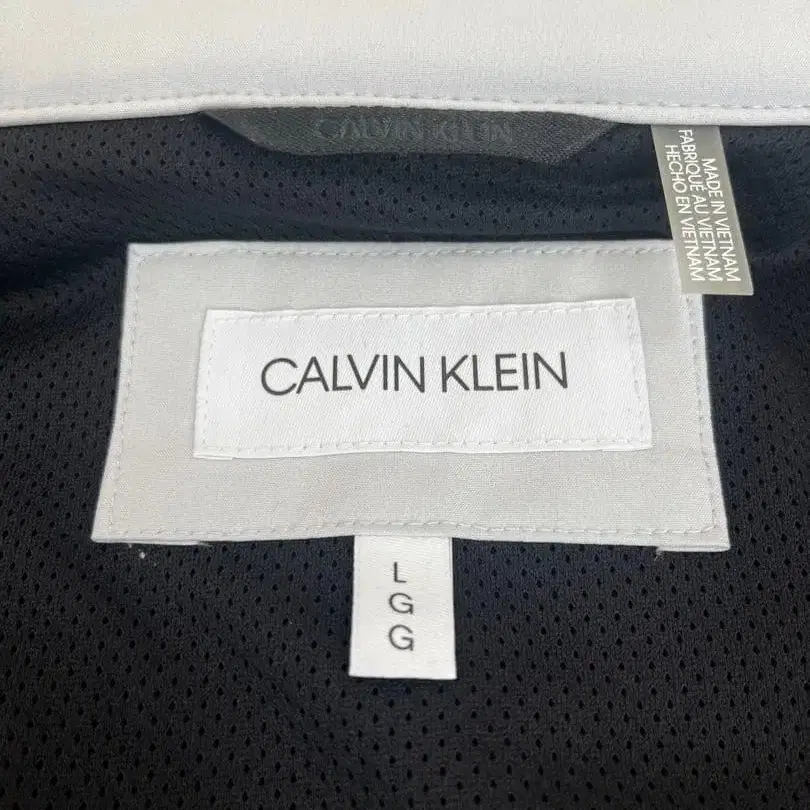 CALVIN KLEIN
MADE IN VIETNAM
FABRIQUÉ AU VIETNAM
HECHO EN VIETNAM
CALVIN KLEIN
L
G
G